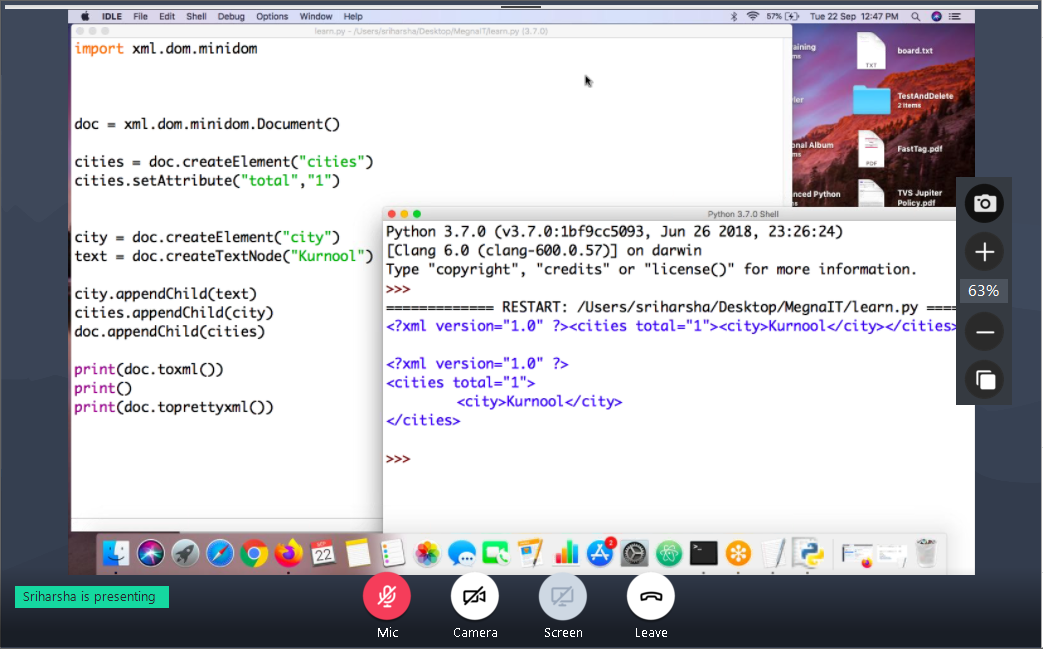 IDLE File Edit Shell Debug Options Window Help 57% Tue 22 Sep 12:47 PM
learn.py - /Users/sriharsha/Desktop/MegnaIT/learn.py (3.7.0)
import xml.dom.minidom
doc = xml.dom.minidom.Document()
cities = doc.createElement("cities")
cities.setAttribute("total","1")
city = doc.createElement("city")
text = doc.createTextNode("Kurnool")
city.appendChild(text)
cities.appendChild(city)
doc.appendChild(cities)
print(doc.toxml())
print()
print(doc.toprettyxml())
board.txt
TXT
TestAndDelete
2 items
FastTag.pdf
PDF
TVS Jupiter
Policy.pdf
Python 3.7.0 Shell
Python 3.7.0 (v3.7.0:1bf9cc5093, Jun 26 2018, 23:26:24)
[Clang 6.0 (clang-600.0.57)] on darwin
Type "copyright", "credits" or "license()" for more information.
>>>
============= RESTART: /Users/sriharsha/Desktop/MegnaIT/learn.py ====
<?xml version="1.0" ?><cities total="1"><city>Kurnool</city></cities>
<?xml version="1.0" ?>
<cities total="1">
<city>Kurnool</city>
</cities>
>>>
63%
SEP
22
2
Sriharsha is presenting
Mic
Camera
Screen
Leave